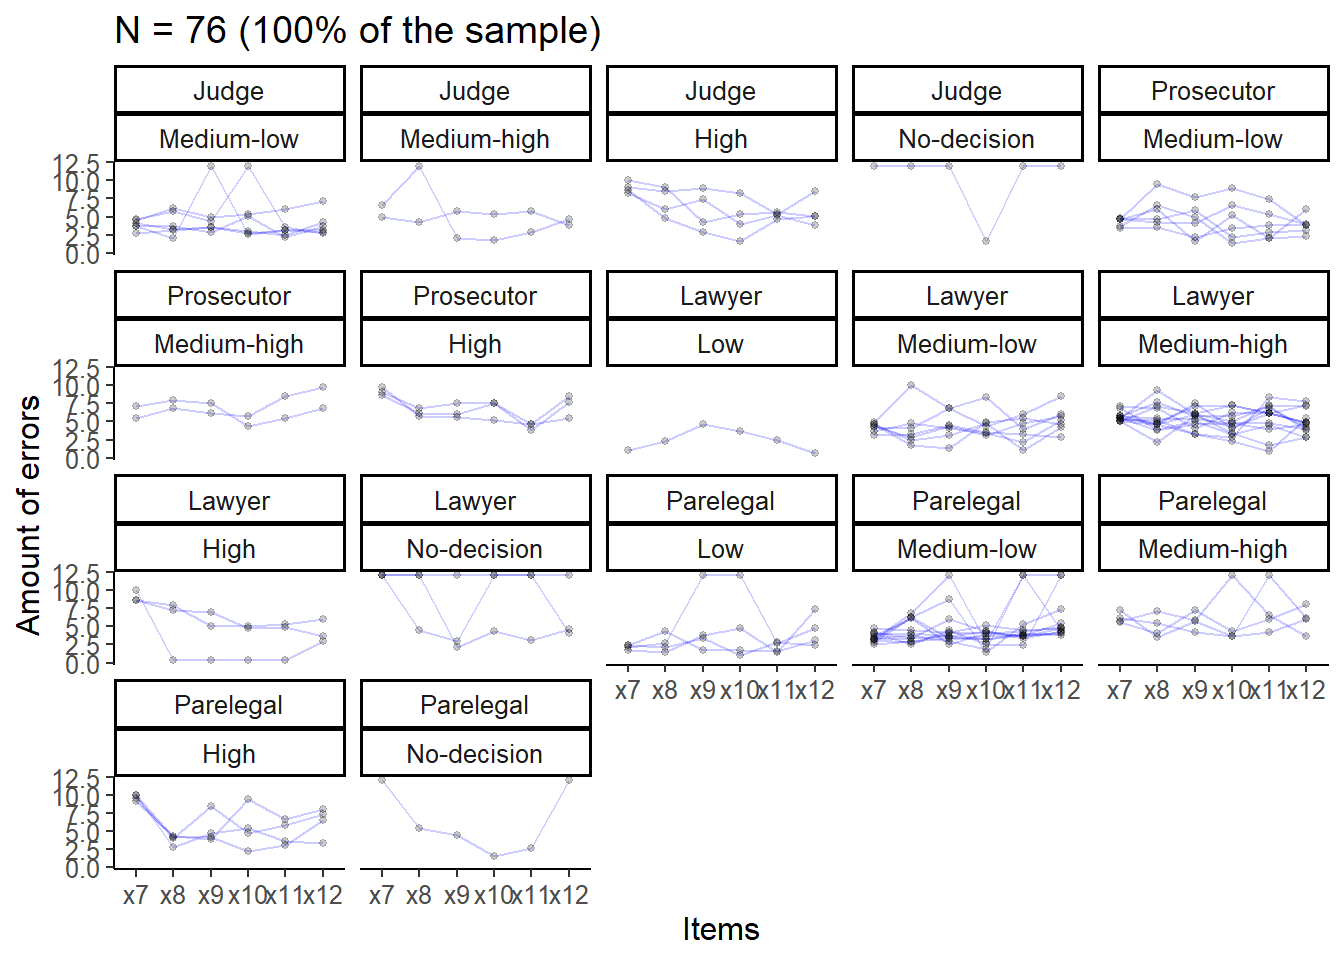 N = 76 (100% of the sample)
Judge Judge Judge Judge Prosecutor
Medium-low Medium-high High No-decision Medium-low
12.5
10.0
7.5
5.0
2.5
0.0
Prosecutor Prosecutor Lawyer Lawyer Lawyer
Medium-high High Low Medium-low Medium-high
12.5
10.0
7.5
5.0
2.5
0.0
Amount of errors
Lawyer Lawyer Parelegal Parelegal Parelegal
High No-decision Low Medium-low Medium-high
12.5
10.0
7.5
5.0
2.5
0.0
x7 x8 x9 x10 x11 x12 x7 x8 x9 x10 x11 x12 x7 x8 x9 x10 x11 x12
Parelegal Parelegal
High No-decision
12.5
10.0
7.5
5.0
2.5
0.0
x7 x8 x9 x10 x11 x12 x7 x8 x9 x10 x11 x12
Items